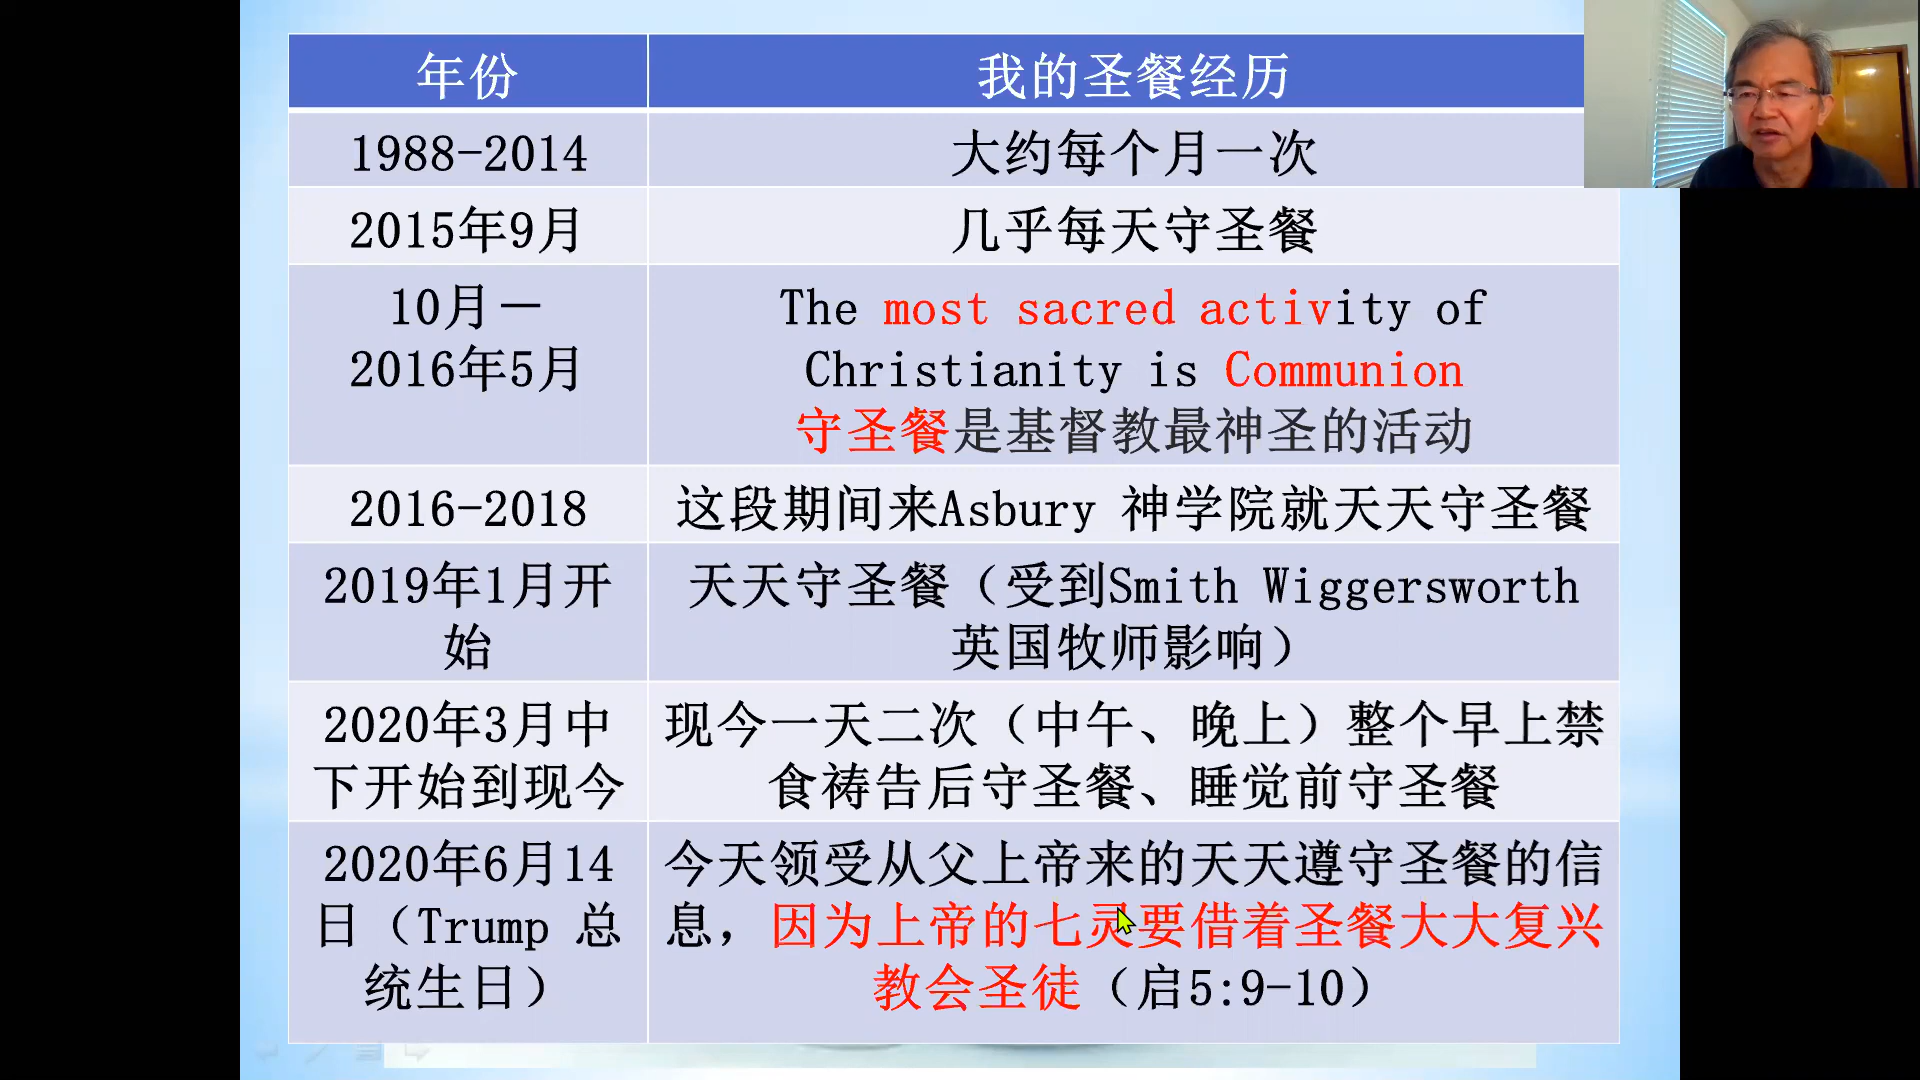 年份
我的圣餐经历
1988-2014
大约每个月一次
2015年9月
几乎每天守圣餐
10月一
2016年5月
The most sacred activity of
Christianity is Communion
守圣餐是基督教最神圣的活动
2016-2018
这段期间来Asbury 神学院就天天守圣餐
2019年1月开
始
天天守圣餐（受到Smith Wiggersworth
英国牧师影响）
2020年3月中
下开始到现今
现今一天二次（中午、晚上）整个早上禁
食祷告后守圣餐、睡觉前守圣餐
2020年6月14
日（Trump 总
统生日）
今天领受从父上帝来的天天遵守圣餐的信
息，因为上帝的七灵要借着圣餐大大复兴
教会圣徒（启5:9-10）